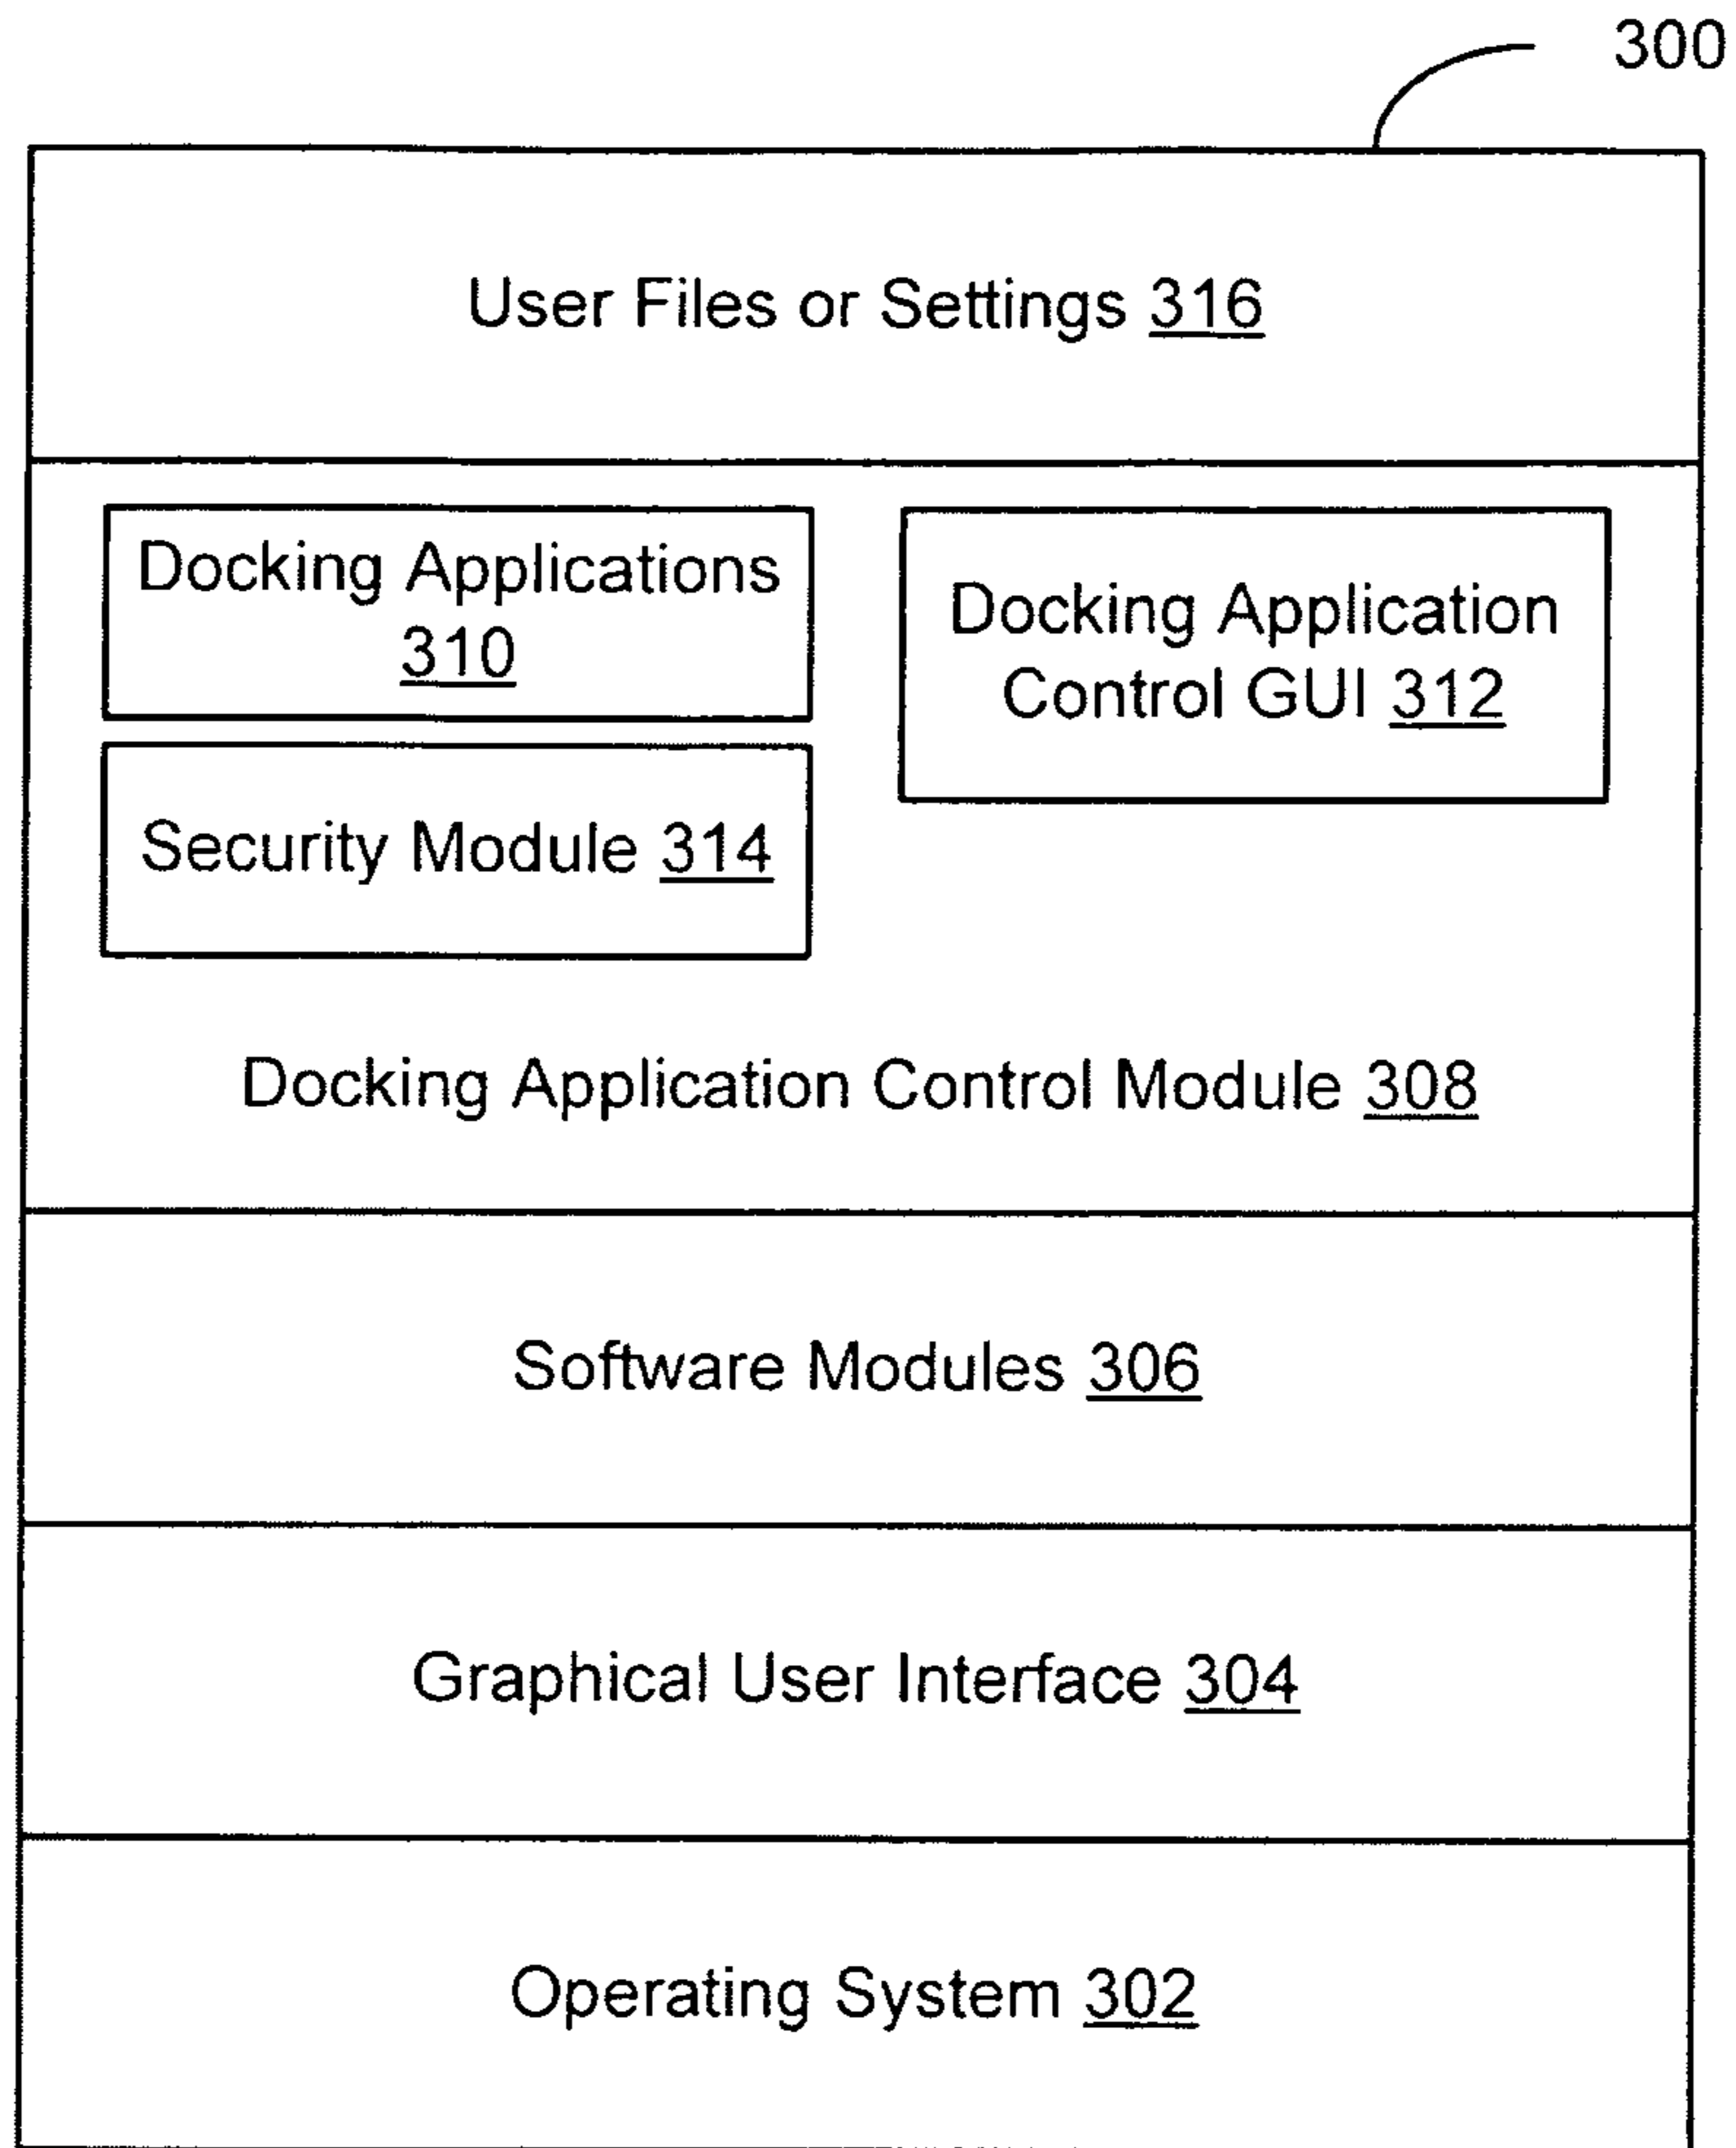 300
User Files or Settings 316
Docking Applications
310
Docking Application
Control GUI 312
Security Module 314
Docking Application Control Module 308
Software Modules 306
Graphical User Interface 304
Operating System 302